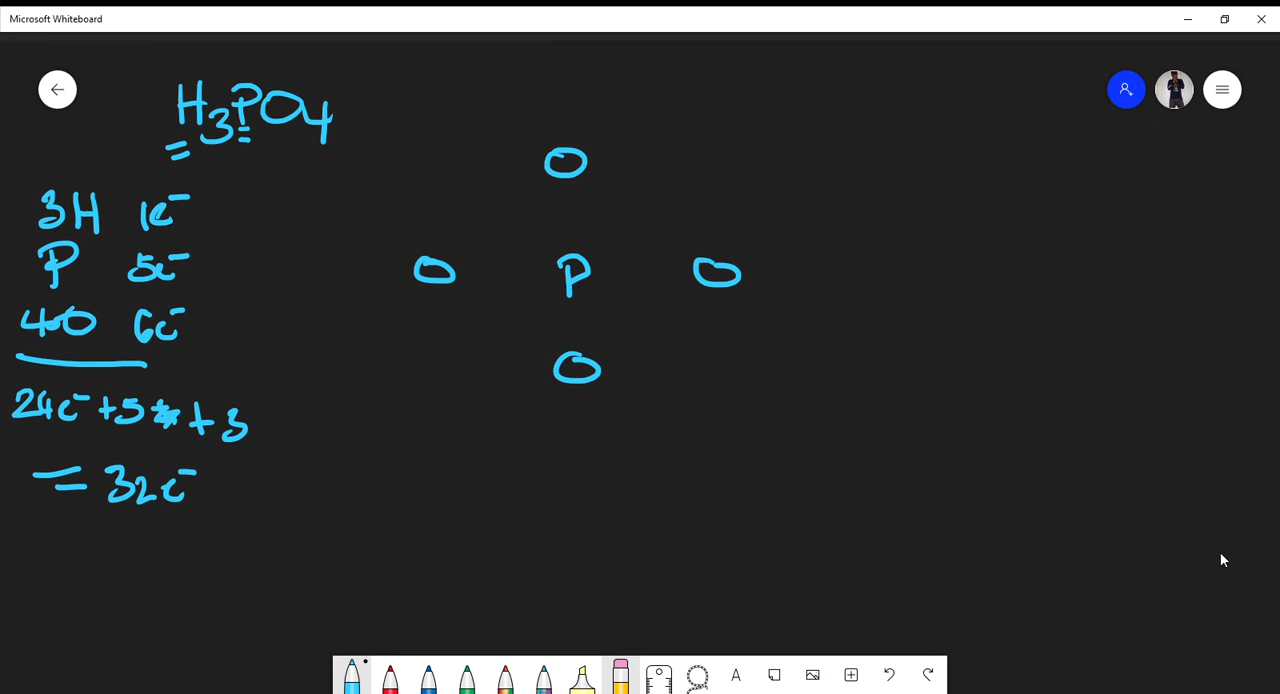 Microsoft Whiteboard
H3PO4
3H 1e-
P 5e-
4O 6e-
24e- + 5 + 3
= 32e-
O
O P O
O
A